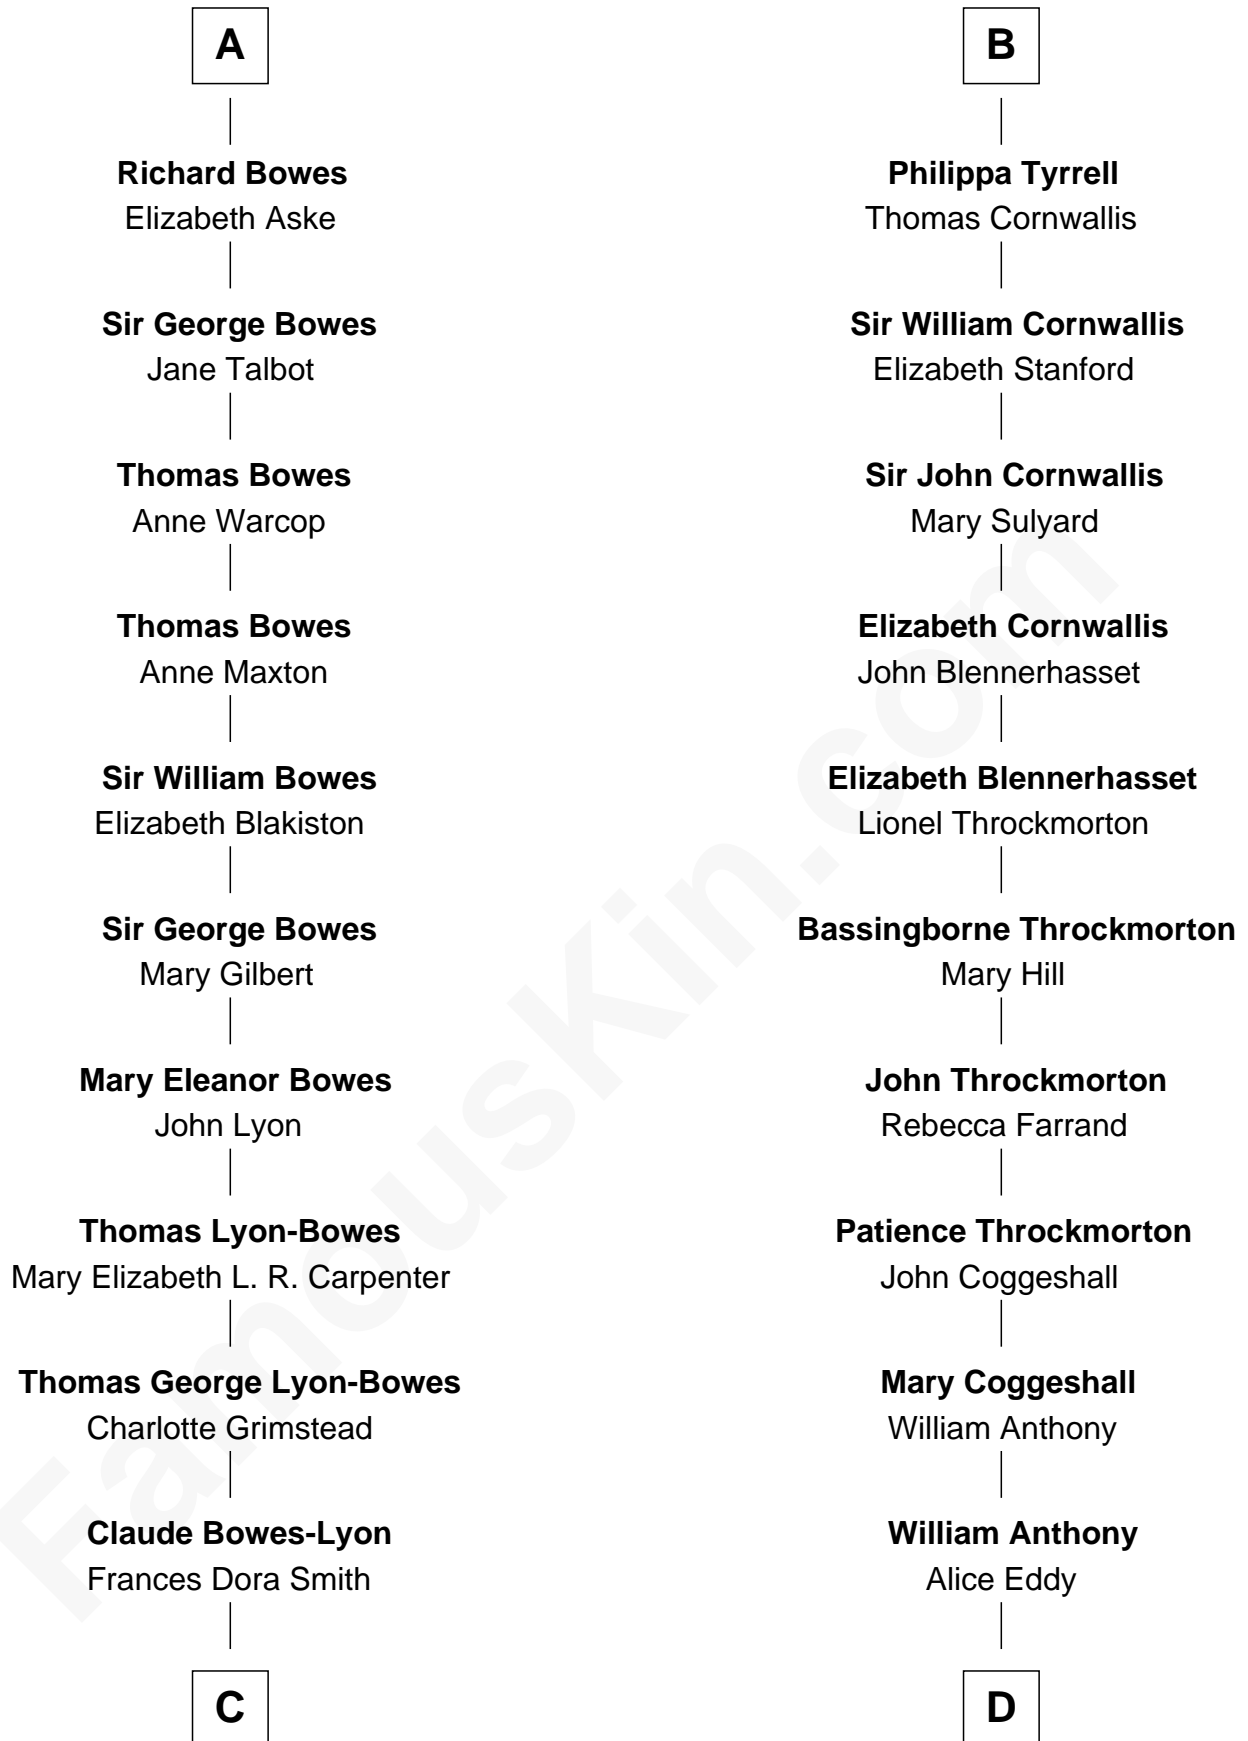 A
Richard Bowes
Elizabeth Aske
Sir George Bowes
Jane Talbot
Thomas Bowes
Anne Warcop
Thomas Bowes
Anne Maxton
Sir William Bowes
Elizabeth Blakiston
Sir George Bowes
Mary Gilbert
Mary Eleanor Bowes
John Lyon
Thomas Lyon-Bowes
Mary Elizabeth L. R. Carpenter
Thomas George Lyon-Bowes
Charlotte Grimstead
Claude Bowes-Lyon
Frances Dora Smith
C
B
Philippa Tyrrell
Thomas Cornwallis
Sir William Cornwallis
Elizabeth Stanford
Sir John Cornwallis
Mary Sulyard
Elizabeth Cornwallis
John Blennerhasset
Elizabeth Blennerhasset
Lionel Throckmorton
Bassingborne Throckmorton
Mary Hill
John Throckmorton
Rebecca Farrand
Patience Throckmorton
John Coggeshall
Mary Coggeshall
William Anthony
William Anthony
Alice Eddy
D
FamousKin.com